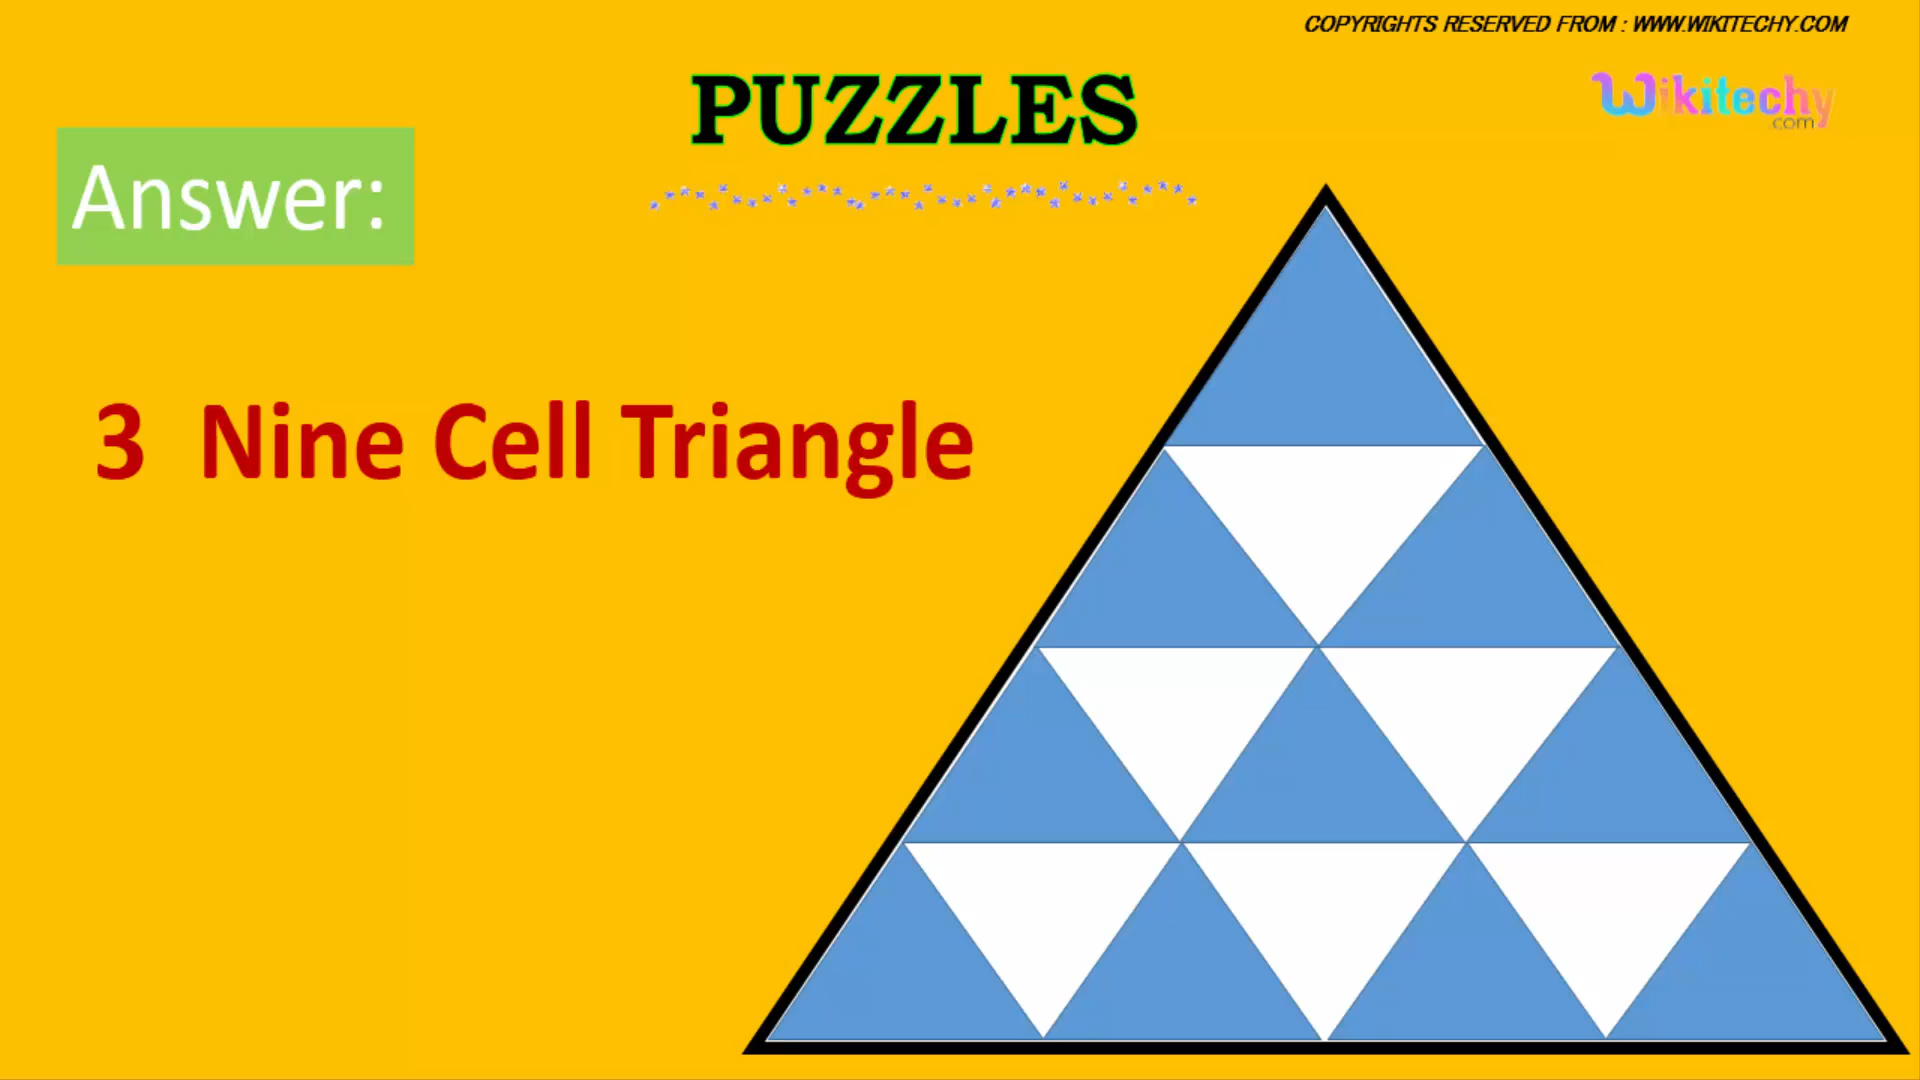 COPYRIGHTS RESERVED FROM : WWW.WIKITECHY.COM
PUZZLES
Wikitechy
.com
Answer:
3 Nine Cell Triangle